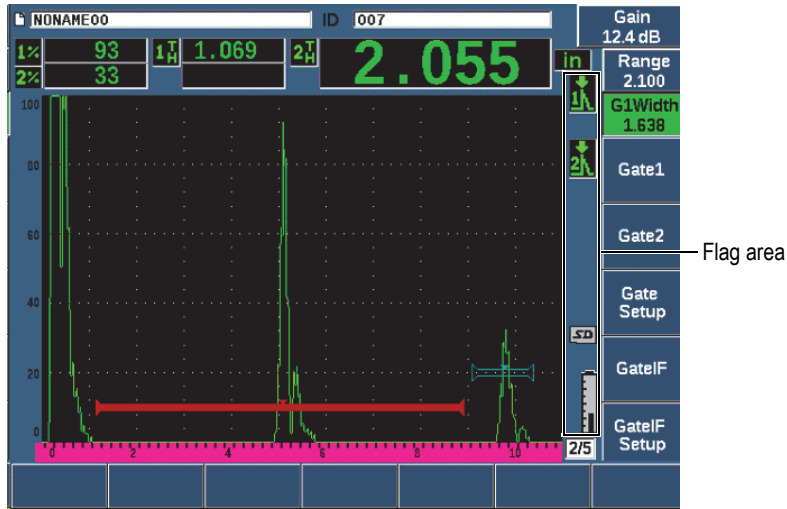 NONAME00 ID 007
Gain
12.4 dB
1% 93 1TH 1.069 2TH 2.055 in
2% 33
Range
2.100
G1Width
1.638
Gate1
Gate2
Gate
Setup
GateIF
GateIF
Setup
100
80
60
40
20
0
0 2 4 6 8 10
1
2
SD
2/5
Flag area